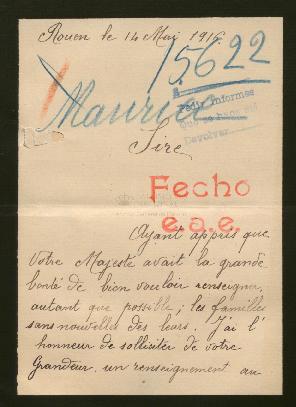 Rouen le 14 Mai 1916
15622
Maurice
Pedir informes
Devolver
Sire
Fecho
e.a.e.
Ayant appris que
Votre Majesté avait la grande
bonté de bien vouloir renseigner,
autant que possible; les familles
sans nouvelles des leurs. J'ai l'
honneur de solliciter de votre
Grandeur, un renseignement au